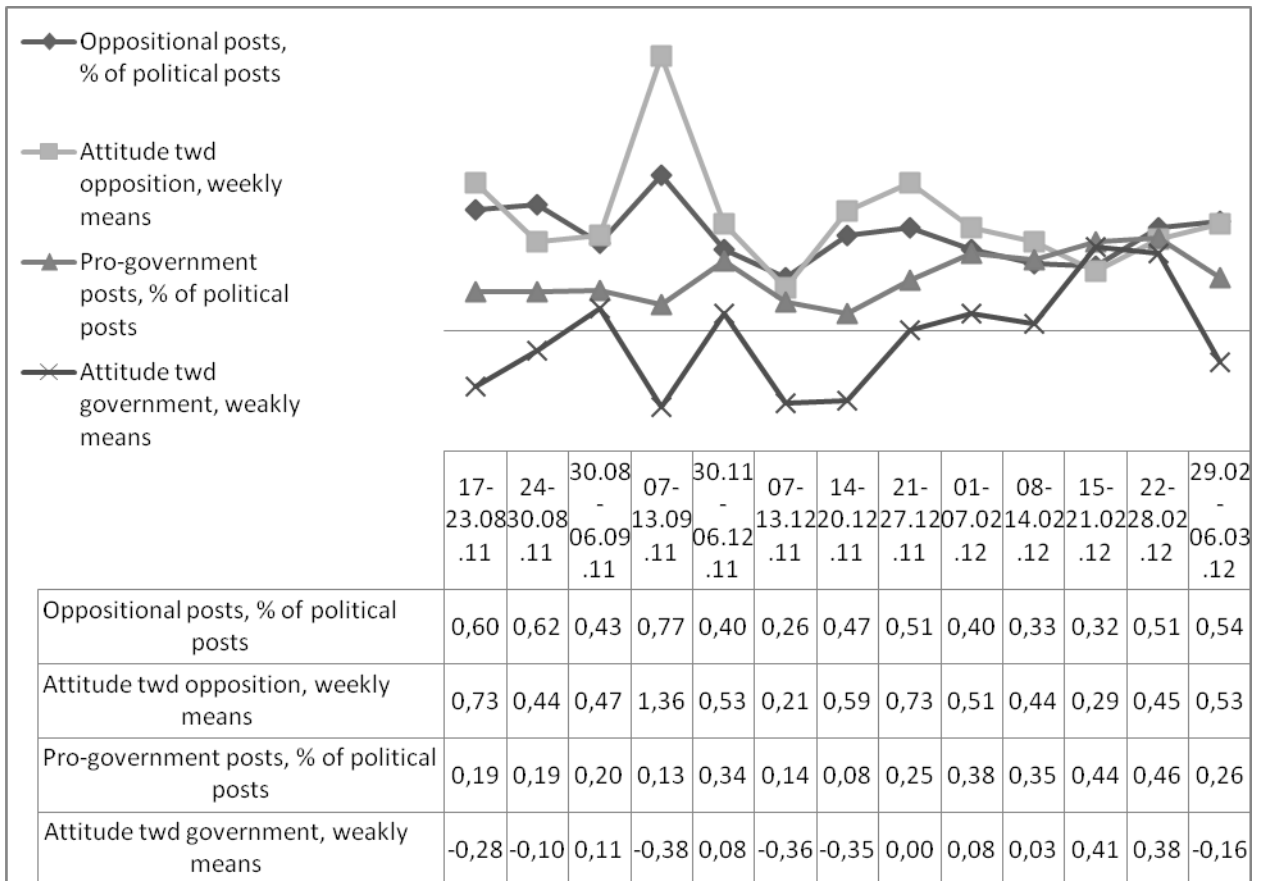 Oppositional posts,
% of political posts
Attitude twd
opposition, weekly
means
Pro-government
posts, % of political
posts
Attitude twd
government, weakly
means
17-
23.08
.11
24-
30.08
.11
30.08
-
06.09
.11
07-
13.09
.11
30.11
-
06.12
.11
07-
13.12
.11
14-
20.12
.11
21-
27.12
.11
01-
07.02
.12
08-
14.02
.12
15-
21.02
.12
22-
28.02
.12
29.02
-
06.03
.12
Oppositional posts, % of political
posts
0,60 0,62 0,43 0,77 0,40 0,26 0,47 0,51 0,40 0,33 0,32 0,51 0,54
Attitude twd opposition, weekly
means
0,73 0,44 0,47 1,36 0,53 0,21 0,59 0,73 0,51 0,44 0,29 0,45 0,53
Pro-government posts, % of political
posts
0,19 0,19 0,20 0,13 0,34 0,14 0,08 0,25 0,38 0,35 0,44 0,46 0,26
Attitude twd government, weakly
means
-0,28 -0,10 0,11 -0,38 0,08 -0,36 -0,35 0,00 0,08 0,03 0,41 0,38 -0,16